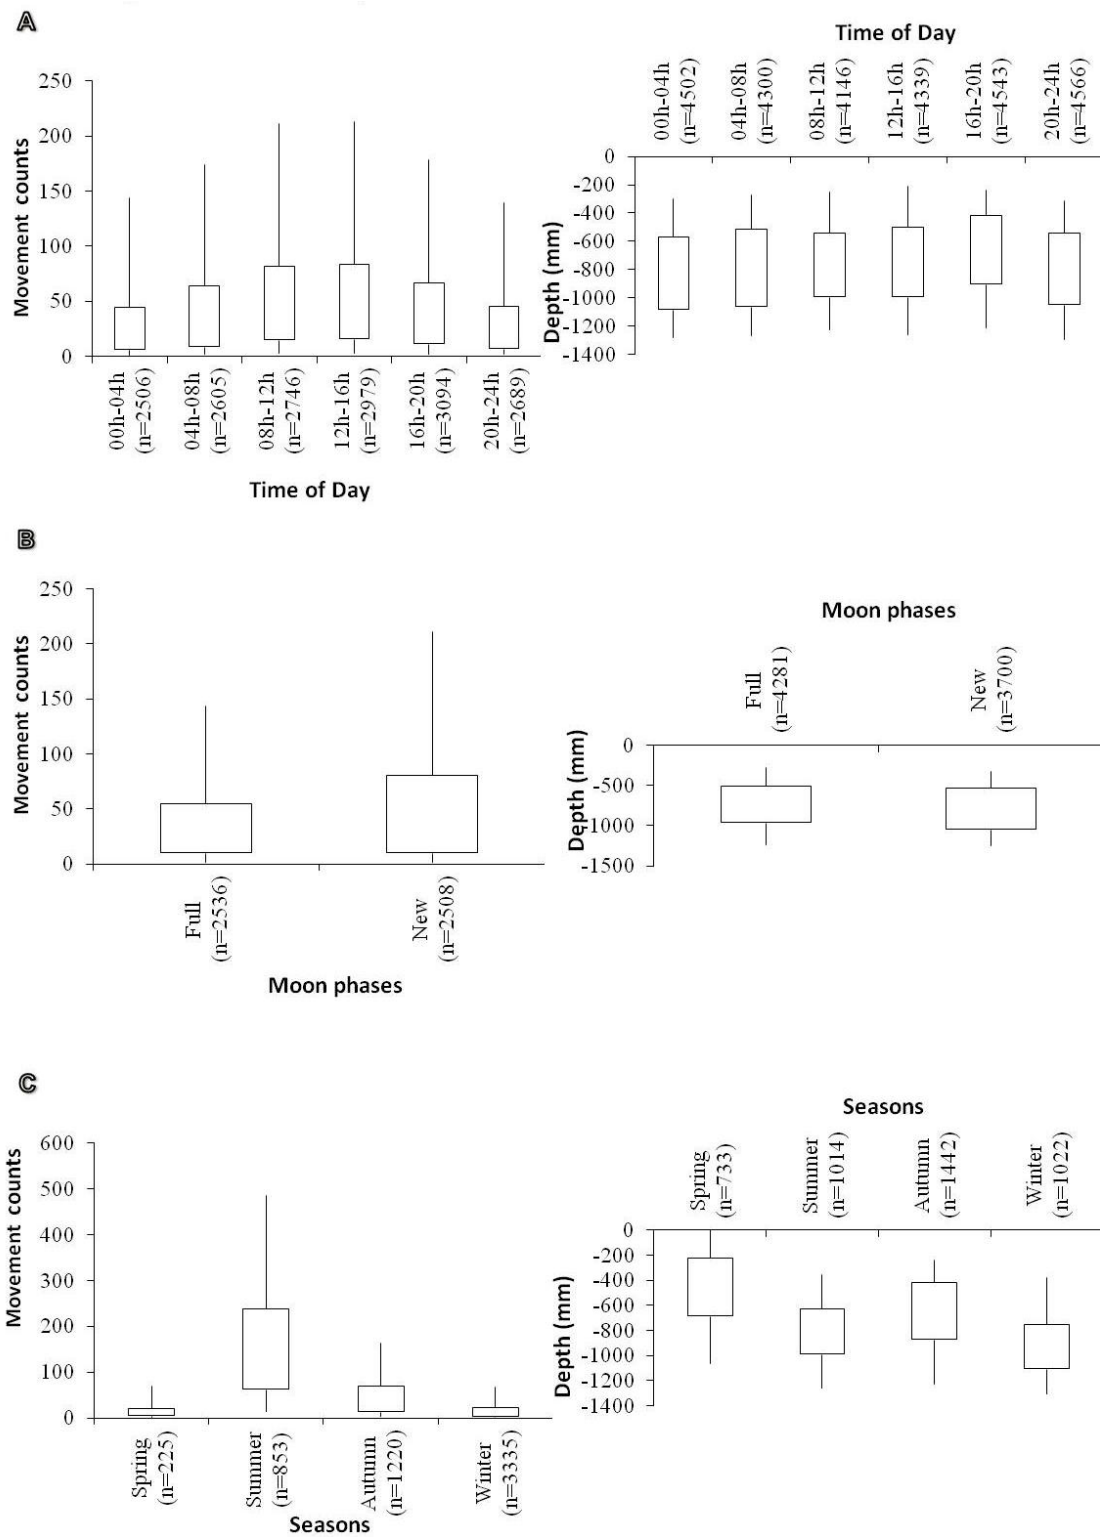 A
Time of Day
250
200
150
100
50
0
Movement counts
00h-04h
(n=2506)
04h-08h
(n=2605)
08h-12h
(n=2746)
12h-16h
(n=2979)
16h-20h
(n=3094)
20h-24h
(n=2689)
Time of Day
00h-04h
(n=4502)
04h-08h
(n=4300)
08h-12h
(n=4146)
12h-16h
(n=4339)
16h-20h
(n=4543)
20h-24h
(n=4566)
0
-200
-400
-600
-800
-1000
-1200
-1400
Depth (mm)
B
250
200
150
100
50
0
Movement counts
Full
(n=2536)
New
(n=2508)
Moon phases
Moon phases
Full
(n=4281)
New
(n=3700)
0
-500
-1000
-1500
Depth (mm)
C
600
500
400
300
200
100
0
Movement counts
Spring
(n=225)
Summer
(n=853)
Autumn
(n=1220)
Winter
(n=3335)
Seasons
Seasons
Spring
(n=733)
Summer
(n=1014)
Autumn
(n=1442)
Winter
(n=1022)
0
-200
-400
-600
-800
-1000
-1200
-1400
Depth (mm)